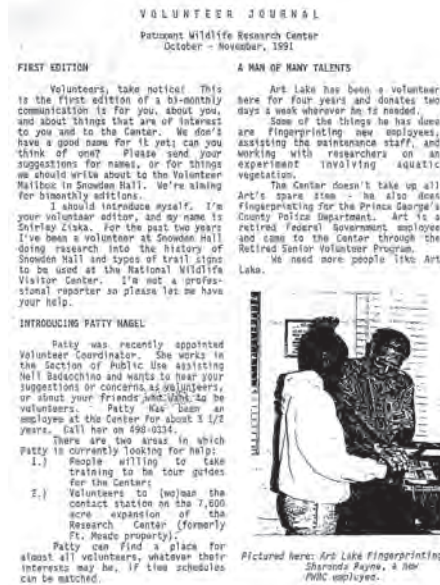 VOLUNTEER JOURNAL
Patuxent Wildlife Research Center
October - November, 1991
FIRST EDITION
Volunteers, take notice! This
is the first edition of a bi-monthly
communication is for you, about you,
and about things that are of interest
to you and to the Center. We don't
have a good name for it yet; can you
think of one? Please send your
suggestions for names, or for things
we should write about to the Volunteer
Mailbox in Snowden Hall. We're aiming
for bimonthly editions.
I should introduce myself. I'm
your volunteer editor, and my name is
Shirley Ziska. For the past two years
I've been a volunteer at Snowden Hall
doing research into the history of
Snowden Hall and types of trail signs
to be used at the National Wildlife
Visitor Center. I'm not a profes-
sional reporter so please let me have
your help.
INTRODUCING PATTY NAGEL
Patty was recently appointed
Volunteer Coordinator. She works in
the Section of Public Use assisting
Nell Baldacchino and wants to hear your
suggestions or concerns as volunteers,
or about your friends who want to be
volunteers. Patty has been an
employee at the Center for about 3 1/2
years. Call her on 498-0334.
There are two areas in which
Patty is currently looking for help:
1.) People willing to take
training to be tour guides
for the Center;
2.) Volunteers to (wo)man the
contact station on the 7,600
acre expansion of the
Research Center (formerly
Ft. Meade property).
Patty can find a place for
almost all volunteers, whatever their
interests may be, if time schedules
can be matched.
A MAN OF MANY TALENTS
Art Lake has been a volunteer
here for four years and donates two
days a week wherever he is needed.
Some of the things he has done
are fingerprinting new employees,
assisting the maintenance staff, and
working with researchers on an
experiment involving aquatic
vegetation.
The Center doesn't take up all
Art's spare time - he also does
fingerprinting for the Prince George's
County Police Department. Art is a
retired Federal Government employee
and came to the Center through the
Retired Senior Volunteer Program.
We need more people like Art
Lake.
Pictured here: Art Lake fingerprinting
Sharonda Payne, a new
PWRC employee.